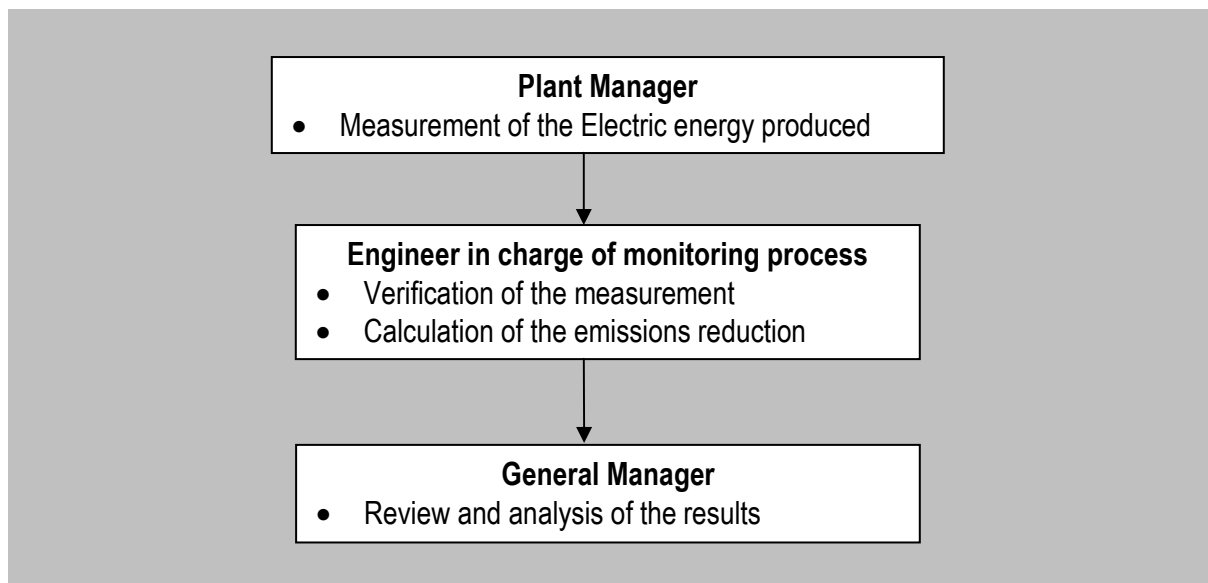 Plant Manager
• Measurement of the Electric energy produced
Engineer in charge of monitoring process
• Verification of the measurement
• Calculation of the emissions reduction
General Manager
• Review and analysis of the results